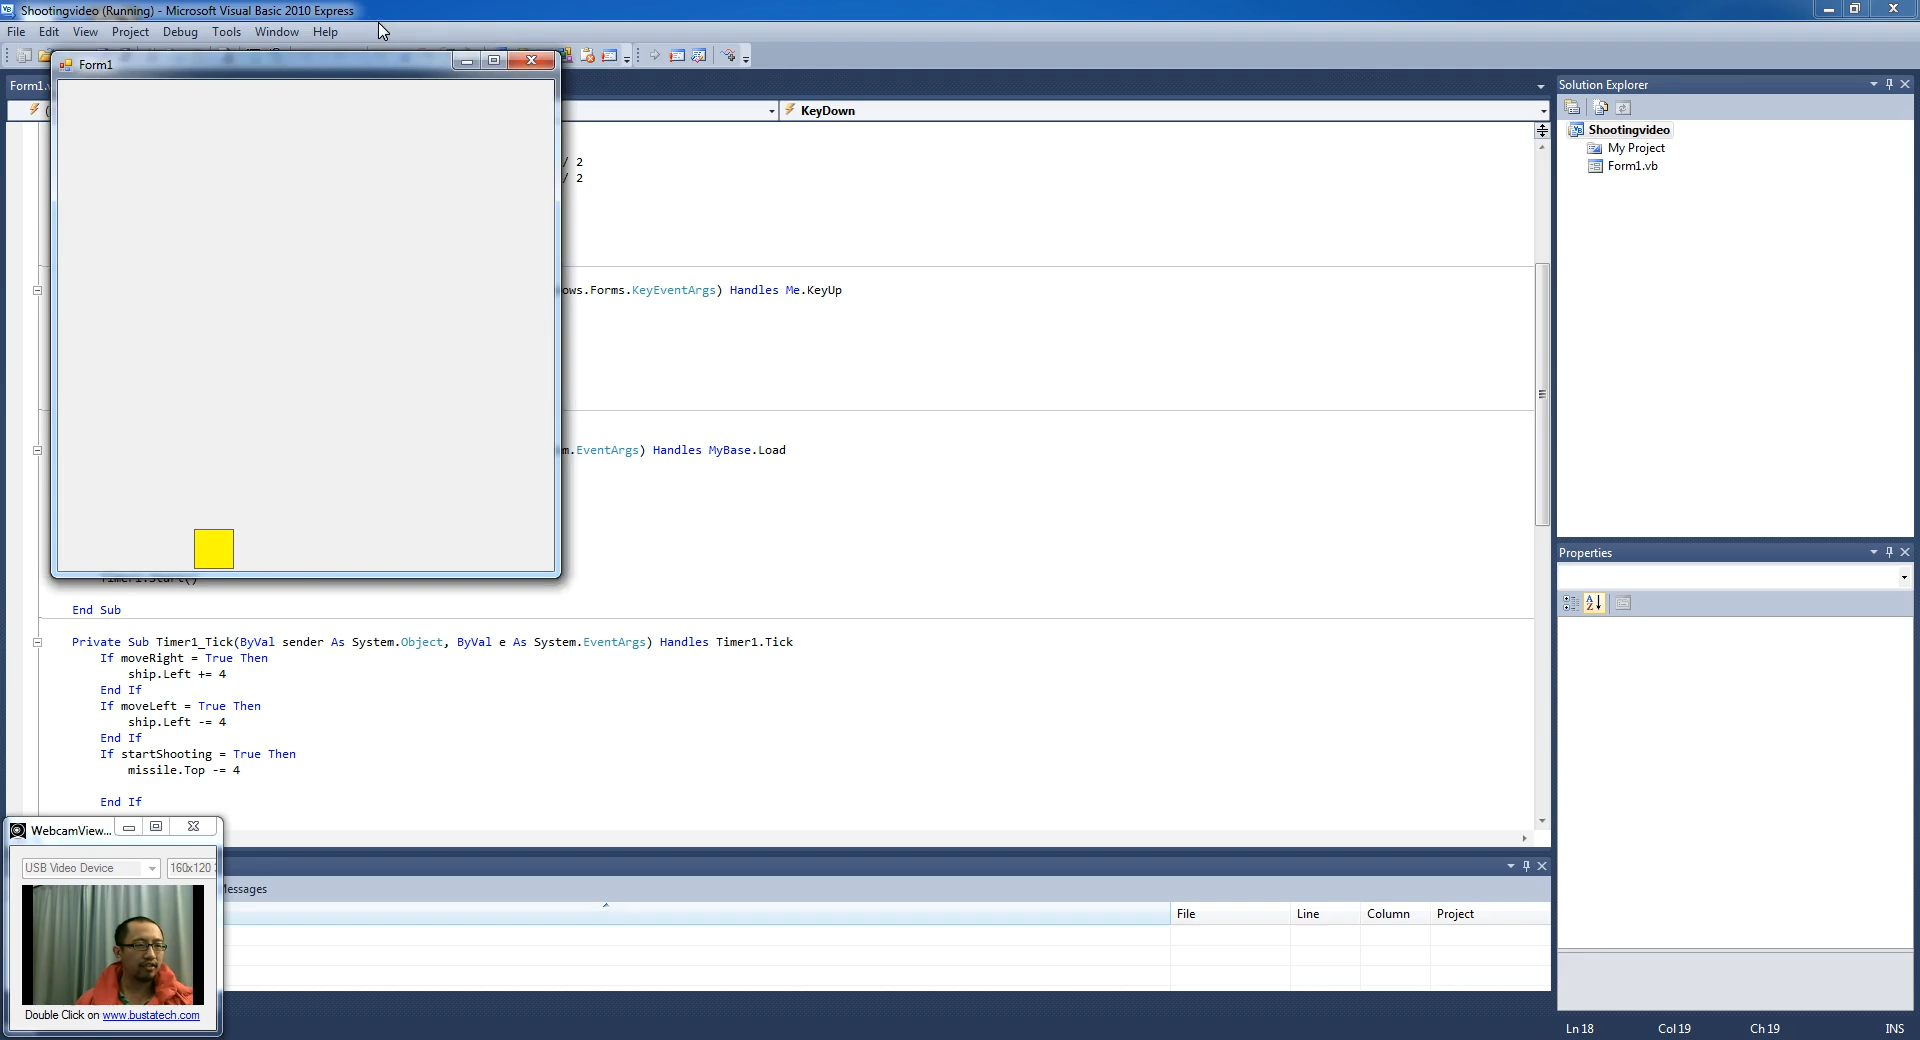 Shootingvideo (Running) - Microsoft Visual Basic 2010 Express
File Edit View Project Debug Tools Window Help
Form1
Form1.
KeyDown
/ 2
/ 2
ows.Forms.KeyEventArgs) Handles Me.KeyUp
m.EventArgs) Handles MyBase.Load
Timer1.Start()
End Sub
Private Sub Timer1_Tick(ByVal sender As System.Object, ByVal e As System.EventArgs) Handles Timer1.Tick
If moveRight = True Then
ship.Left += 4
End If
If moveLeft = True Then
ship.Left -= 4
End If
If startShooting = True Then
missile.Top -= 4
End If
Solution Explorer
Shootingvideo
My Project
Form1.vb
Properties
WebcamView...
USB Video Device
160x120
Double Click on www.bustatech.com
Messages
File Line Column Project
Ln 18 Col 19 Ch 19 INS